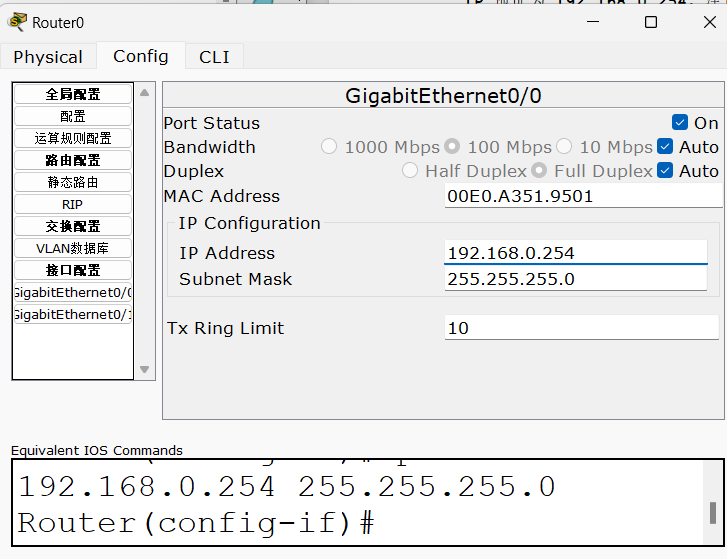 Router0
Physical Config CLI
全局配置
配置
运算规则配置
路由配置
静态路由
RIP
交换配置
VLAN数据库
接口配置
GigabitEthernet0/0
GigabitEthernet0/1
GigabitEthernet0/0
Port Status On
Bandwidth 1000 Mbps 100 Mbps 10 Mbps Auto
Duplex Half Duplex Full Duplex Auto
MAC Address 00E0.A351.9501
IP Configuration
IP Address 192.168.0.254
Subnet Mask 255.255.255.0
Tx Ring Limit 10
Equivalent IOS Commands
192.168.0.254 255.255.255.0
Router(config-if)#